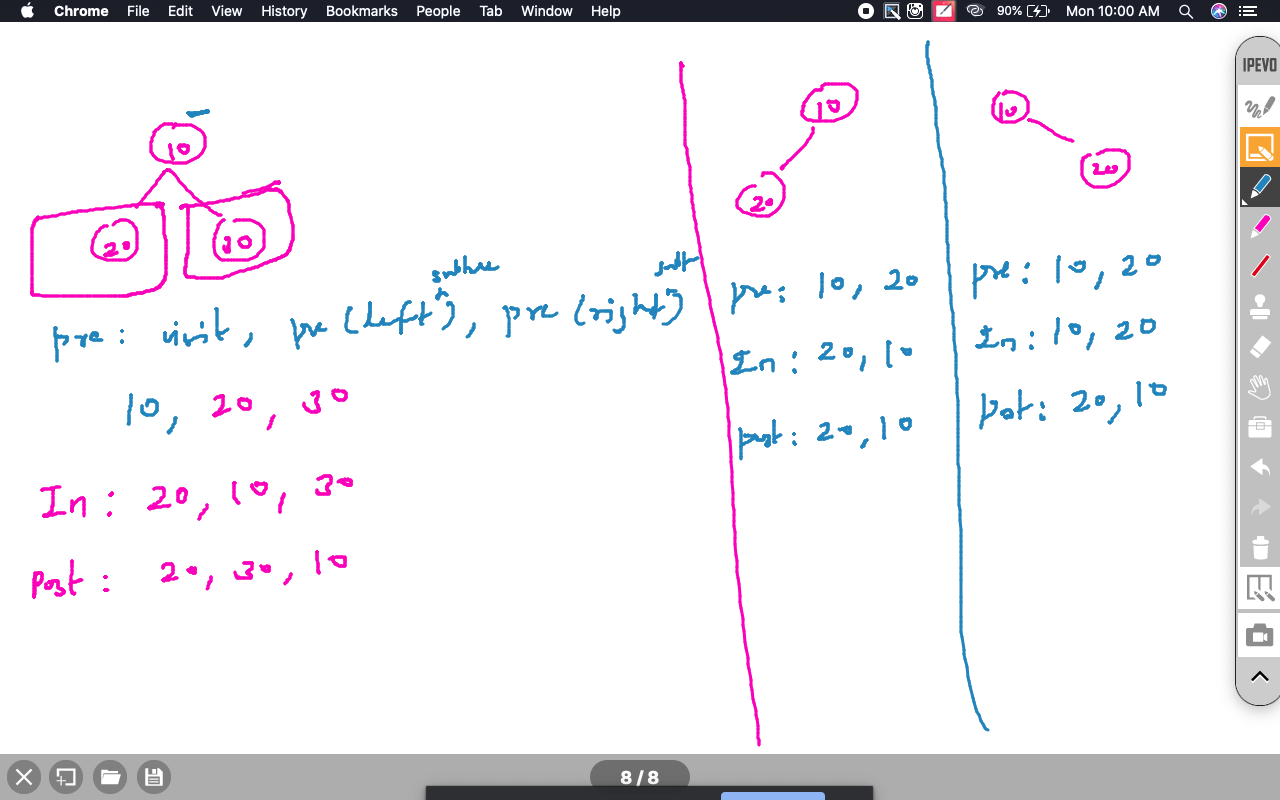 Chrome File Edit View History Bookmarks People Tab Window Help 90% Mon 10:00 AM
IPEVO
10
20 30
subtree subtr
pre : visit, pre (left), pre (right)
10, 20, 30
In : 20, 10, 30
Post : 20, 30, 10
10
20
pre : 10, 20
In : 20, 10
post : 20, 10
10
20
pre : 10, 20
In : 10, 20
pot : 20, 10
8 / 8